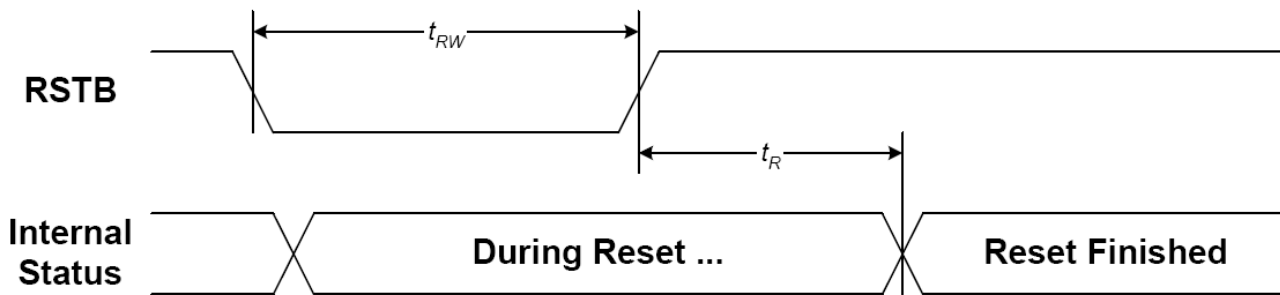 t_RW
RSTB
t_R
Internal
Status
During Reset ...
Reset Finished